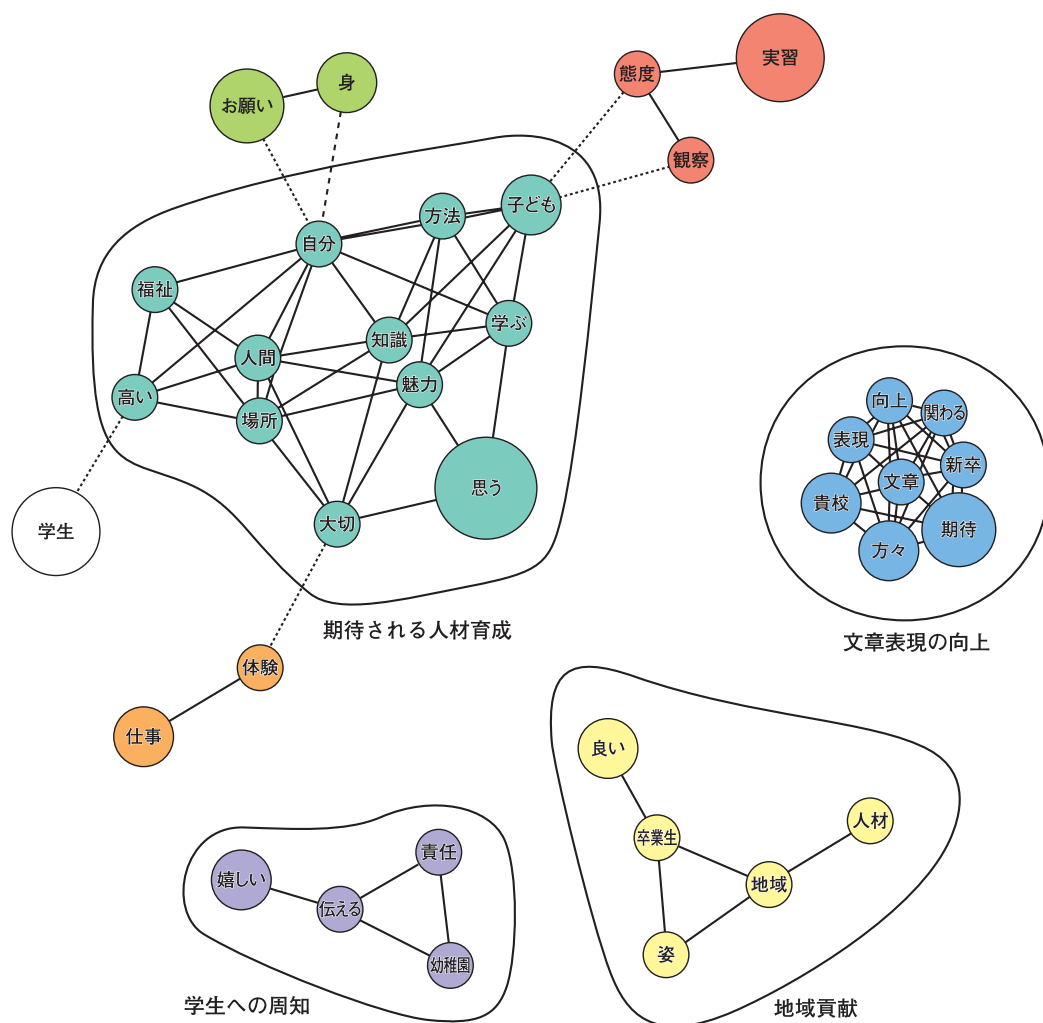 実習
態度
身
お願い
観察
子ども
方法
自分
福祉
学ぶ
知識
人間
魅力
高い
場所
思う
大切
学生
期待される人材育成
向上
関わる
表現
新卒
文章
貴校
期待
方々
文章表現の向上
体験
仕事
良い
人材
卒業生
地域
姿
地域貢献
責任
嬉しい
伝える
幼稚園
学生への周知